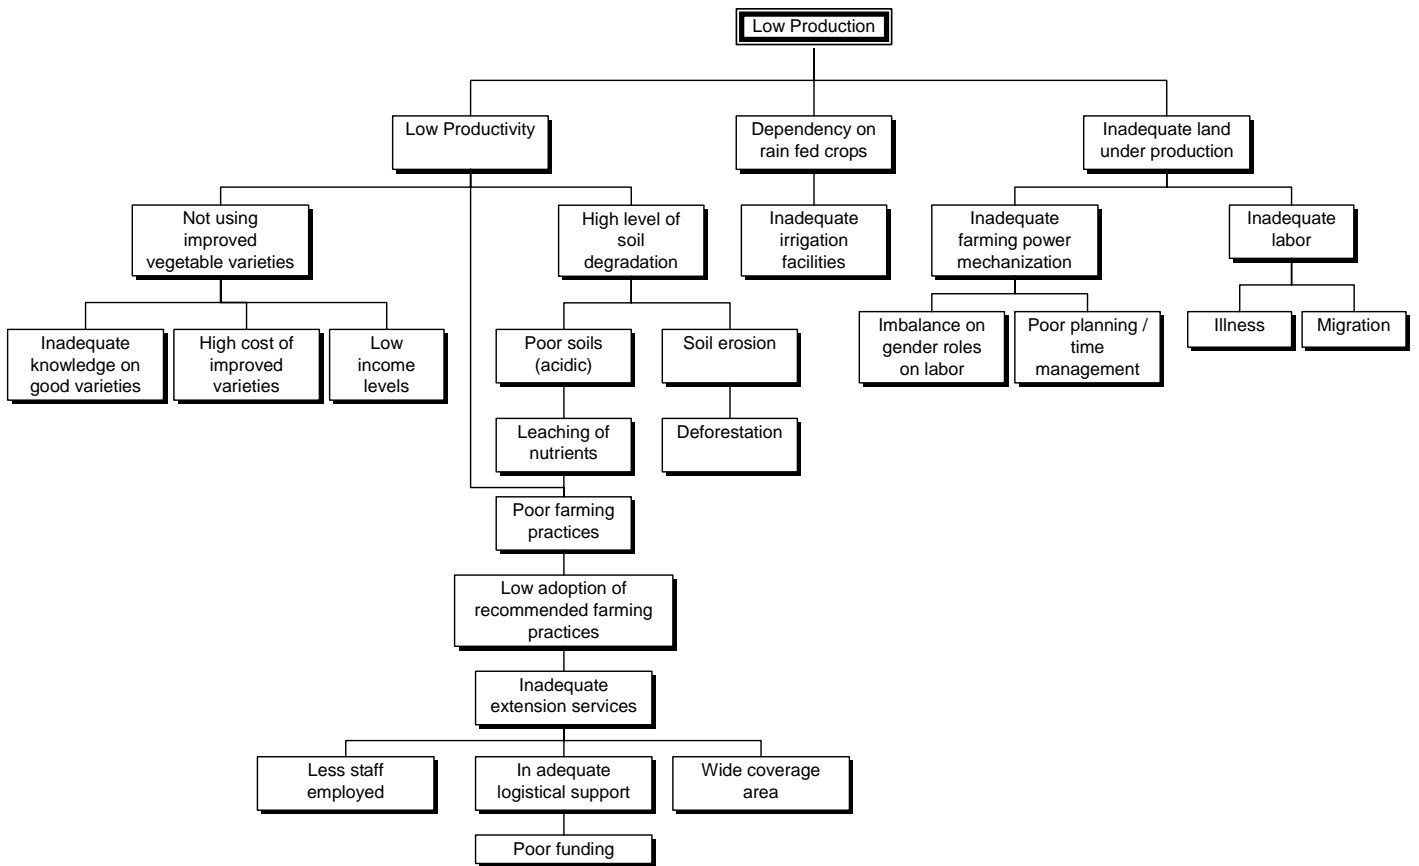 Low Production
Low Productivity
Dependency on
rain fed crops
Inadequate land
under production
Not using
improved
vegetable varieties
High level of
soil
degradation
Inadequate
irrigation
facilities
Inadequate
farming power
mechanization
Inadequate
labor
Inadequate
knowledge on
good varieties
High cost of
improved
varieties
Low
income
levels
Poor soils
(acidic)
Soil erosion
Imbalance on
gender roles
on labor
Poor planning /
time
management
Illness
Migration
Leaching of
nutrients
Deforestation
Poor farming
practices
Low adoption of
recommended farming
practices
Inadequate
extension services
Less staff
employed
In adequate
logistical support
Wide coverage
area
Poor funding